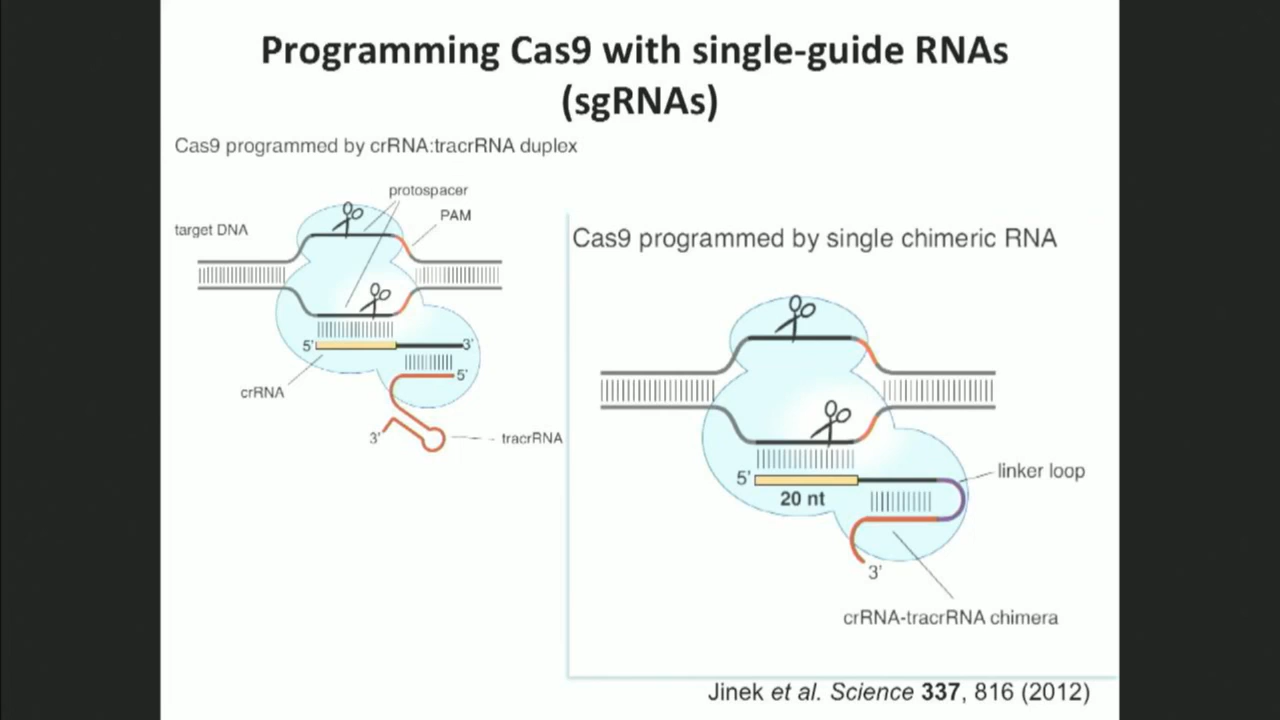 Programming Cas9 with single-guide RNAs
(sgRNAs)
Cas9 programmed by crRNA:tracrRNA duplex
protospacer
PAM
target DNA
5'
3'
5'
crRNA
3'
tracrRNA
Cas9 programmed by single chimeric RNA
linker loop
5'
20 nt
3'
crRNA-tracrRNA chimera
Jinek et al. Science 337, 816 (2012)